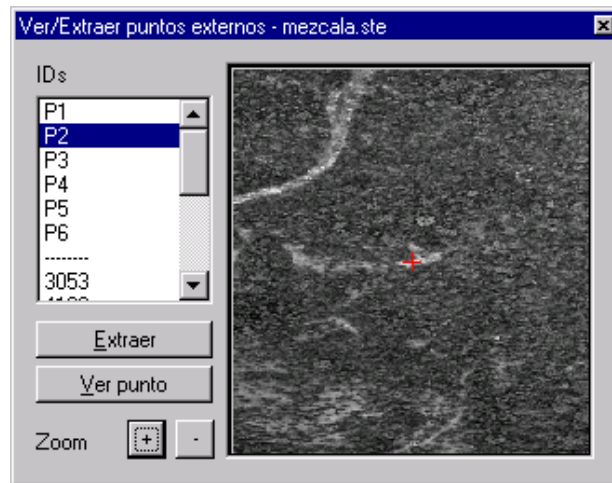 Ver/Extraer puntos externos - mezcala.ste
IDs
P1
P2
P3
P4
P5
P6
--------
3053
Extraer
Ver punto
Zoom + -